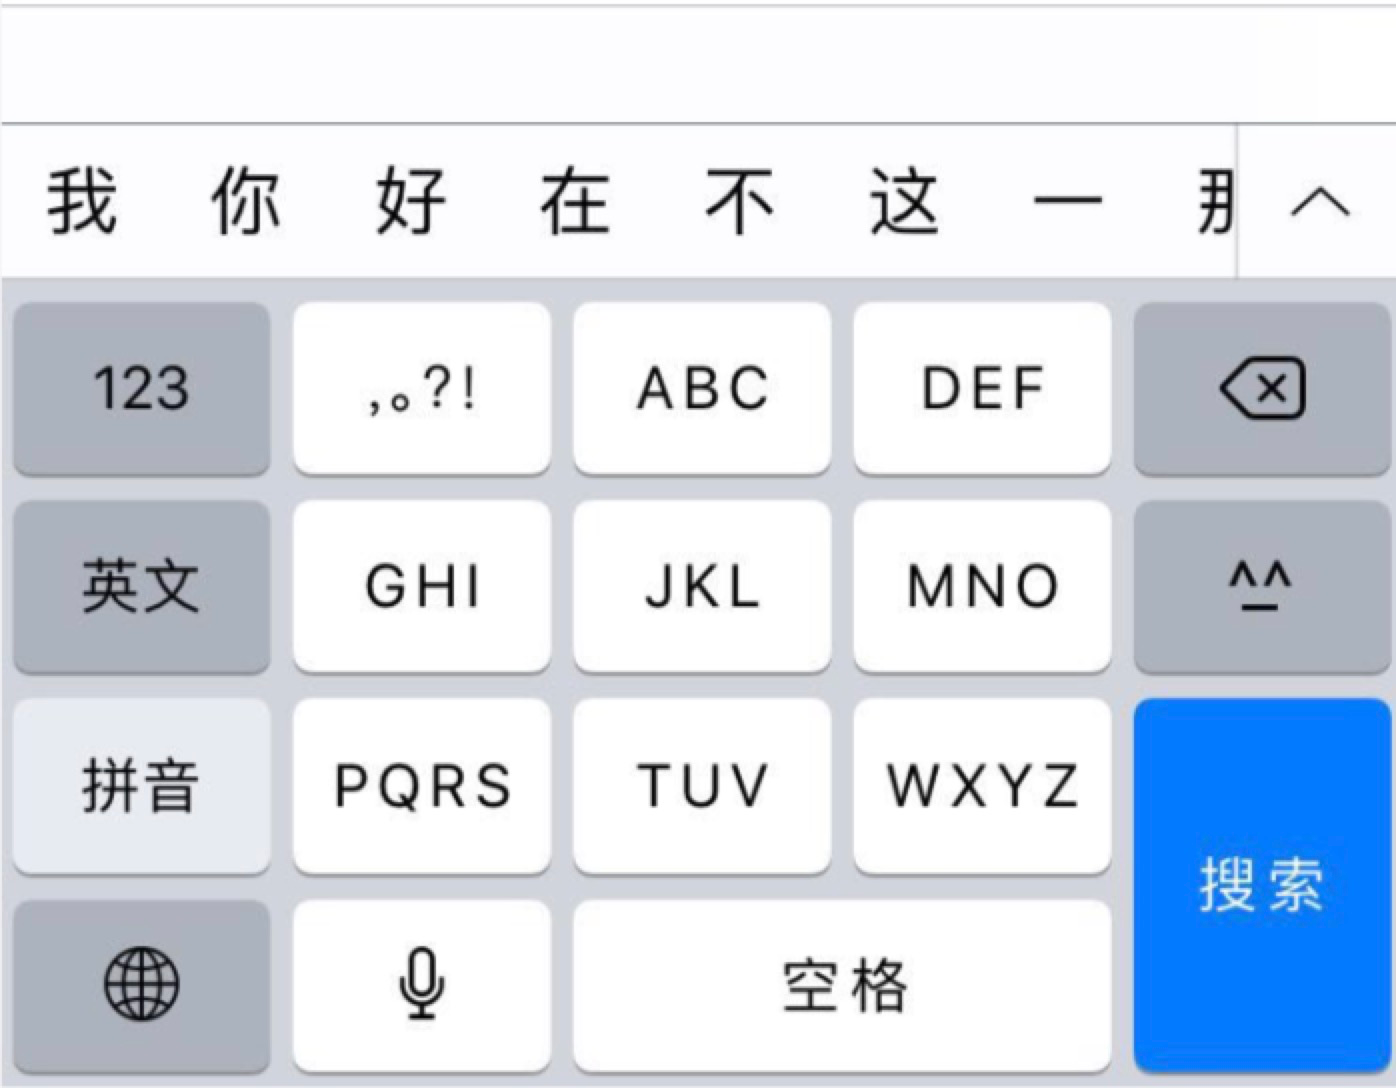 我 你 好 在 不 这 一
123 ,。?! ABC DEF
英文 GHI JKL MNO ^_^
拼音 PQRS TUV WXYZ
搜索
空格